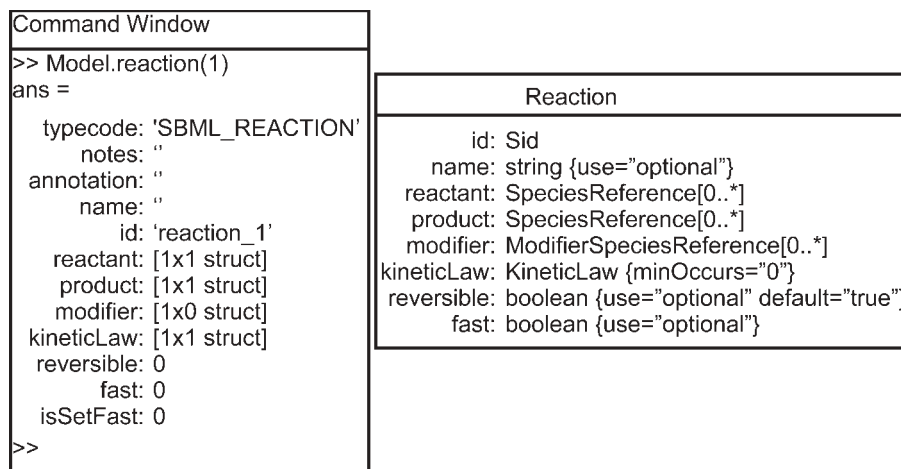 Command Window
>> Model.reaction(1)
ans =
typecode: 'SBML_REACTION’
notes: ‘’
annotation: ‘’
name: ‘’
id: ‘reaction_1’
reactant: [1x1 struct]
product: [1x1 struct]
modifier: [1x0 struct]
kineticLaw: [1x1 struct]
reversible: 0
fast: 0
isSetFast: 0
>>
Reaction
id: Sid
name: string {use=”optional”}
reactant: SpeciesReference[0..*]
product: SpeciesReference[0..*]
modifier: ModifierSpeciesReference[0..*]
kineticLaw: KineticLaw {minOccurs=”0”}
reversible: boolean {use=”optional” default=”true”}
fast: boolean {use=”optional”}